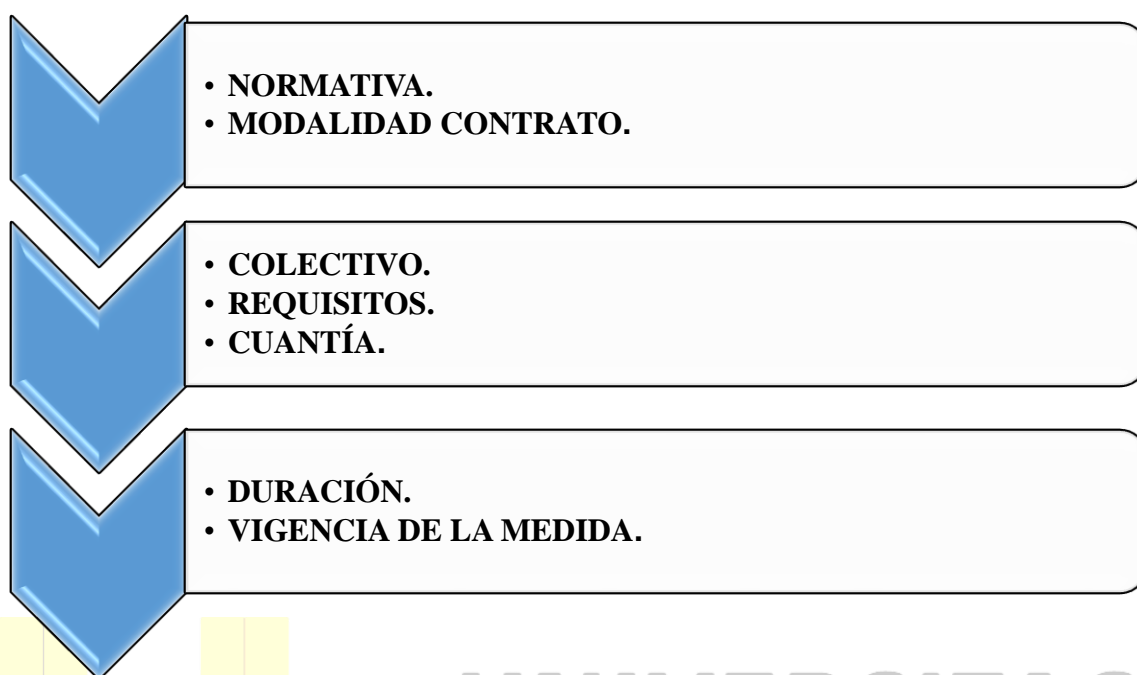 • NORMATIVA.
• MODALIDAD CONTRATO.
• COLECTIVO.
• REQUISITOS.
• CUANTÍA.
• DURACIÓN.
• VIGENCIA DE LA MEDIDA.